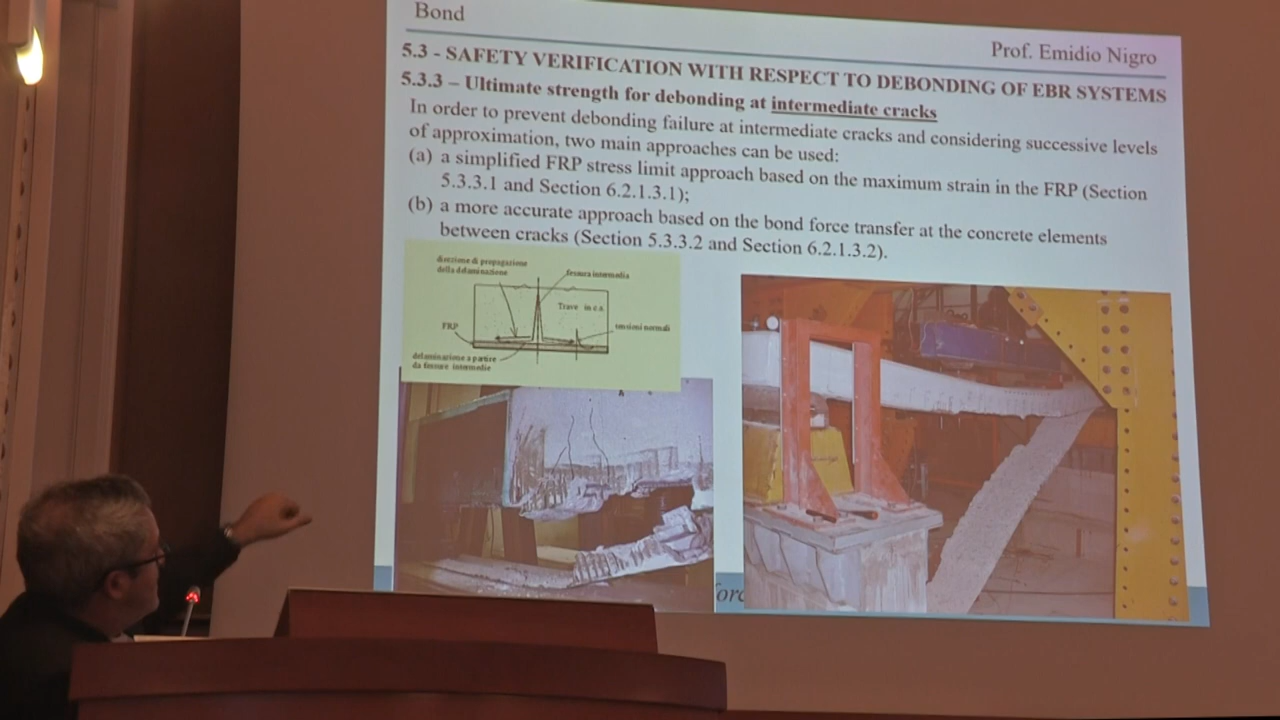 Bond
Prof. Emidio Nigro
5.3 - SAFETY VERIFICATION WITH RESPECT TO DEBONDING OF EBR SYSTEMS
5.3.3 – Ultimate strength for debonding at intermediate cracks
In order to prevent debonding failure at intermediate cracks and considering successive levels
of approximation, two main approaches can be used:
(a) a simplified FRP stress limit approach based on the maximum strain in the FRP (Section
5.3.3.1 and Section 6.2.1.3.1);
(b) a more accurate approach based on the bond force transfer at the concrete elements
between cracks (Section 5.3.3.2 and Section 6.2.1.3.2).
direzione di propagazione
della delaminazione
fessura intermedia
Trave in c.a.
FRP
tensioni normali
delaminazione a partire
da fessure intermedie
forc